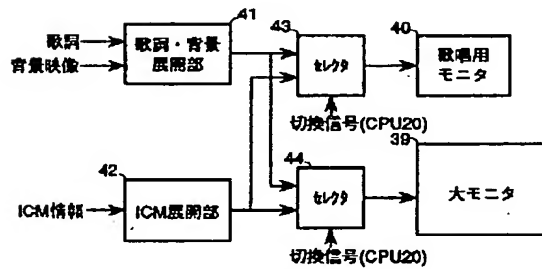 41
歌詞
背景映像
歌詞・背景
展開部
43
セレクタ
切換信号(CPU20)
40
歌唱用
モニタ
42
ICM情報
ICM展開部
44
セレクタ
切換信号(CPU20)
39
大モニタ